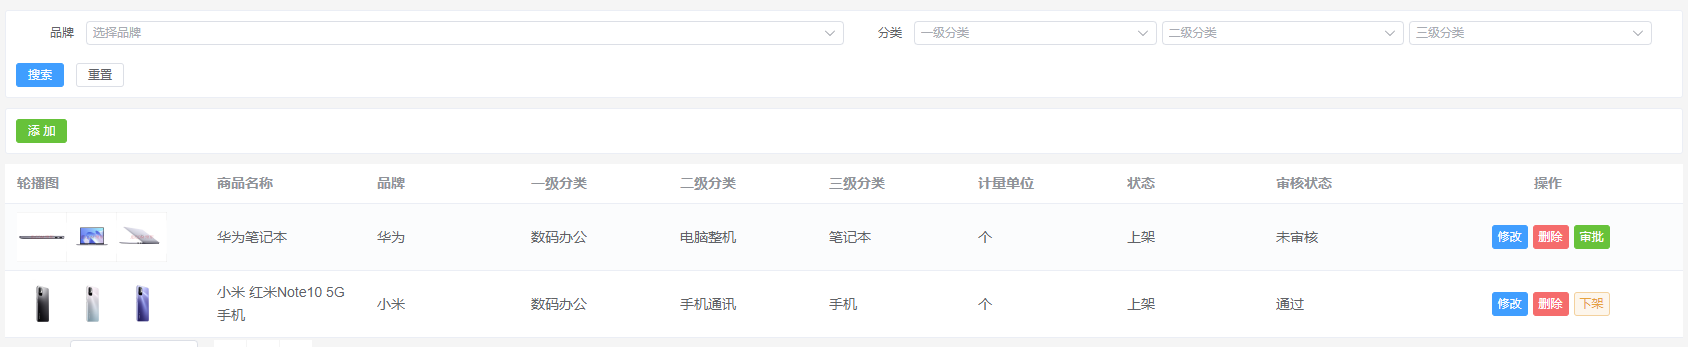 品牌 选择品牌 分类 一级分类 二级分类 三级分类
搜索 重置
添 加
轮播图 商品名称 品牌 一级分类 二级分类 三级分类 计量单位 状态 审核状态 操作
华为笔记本 华为 数码办公 电脑整机 笔记本 个 上架 未审核 修改 删除 审批
小米 红米Note10 5G
手机 小米 数码办公 手机通讯 手机 个 上架 通过 修改 删除 下架